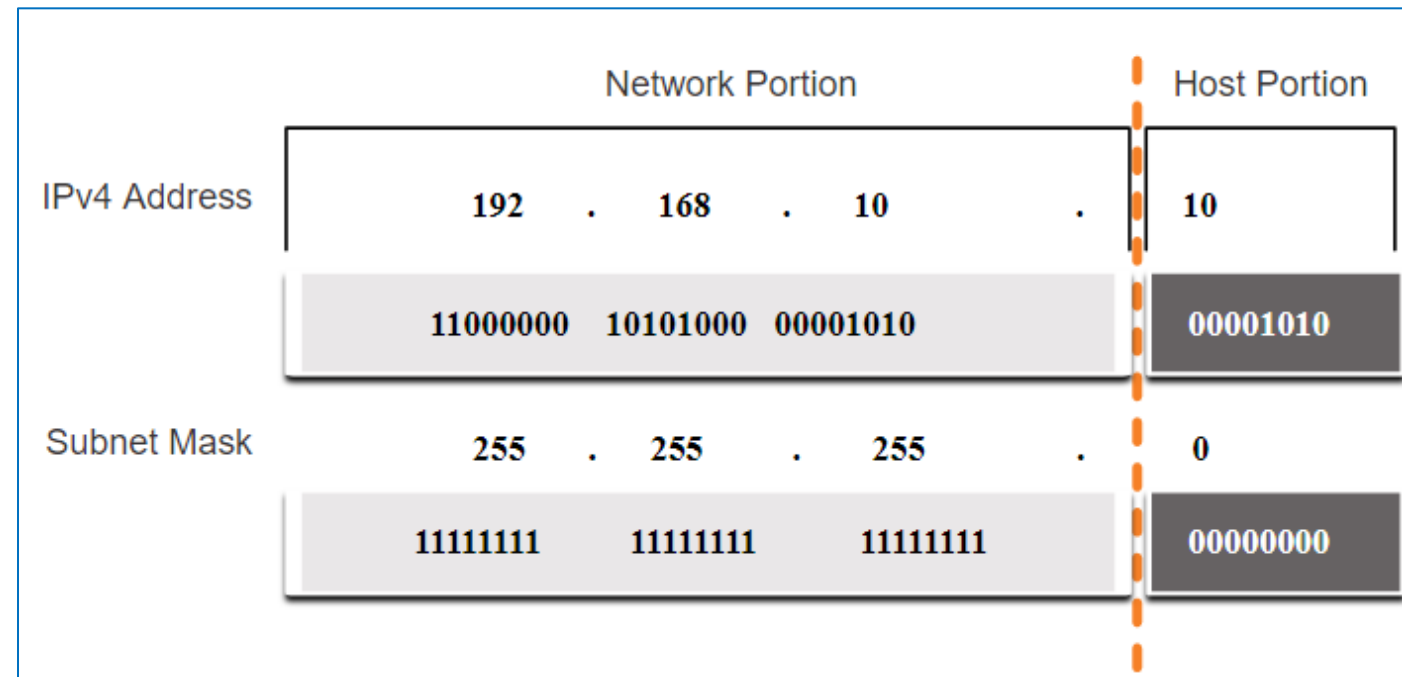 Network Portion Host Portion
IPv4 Address 192 . 168 . 10 . 10
11000000 10101000 00001010 00001010
Subnet Mask 255 . 255 . 255 . 0
11111111 11111111 11111111 00000000